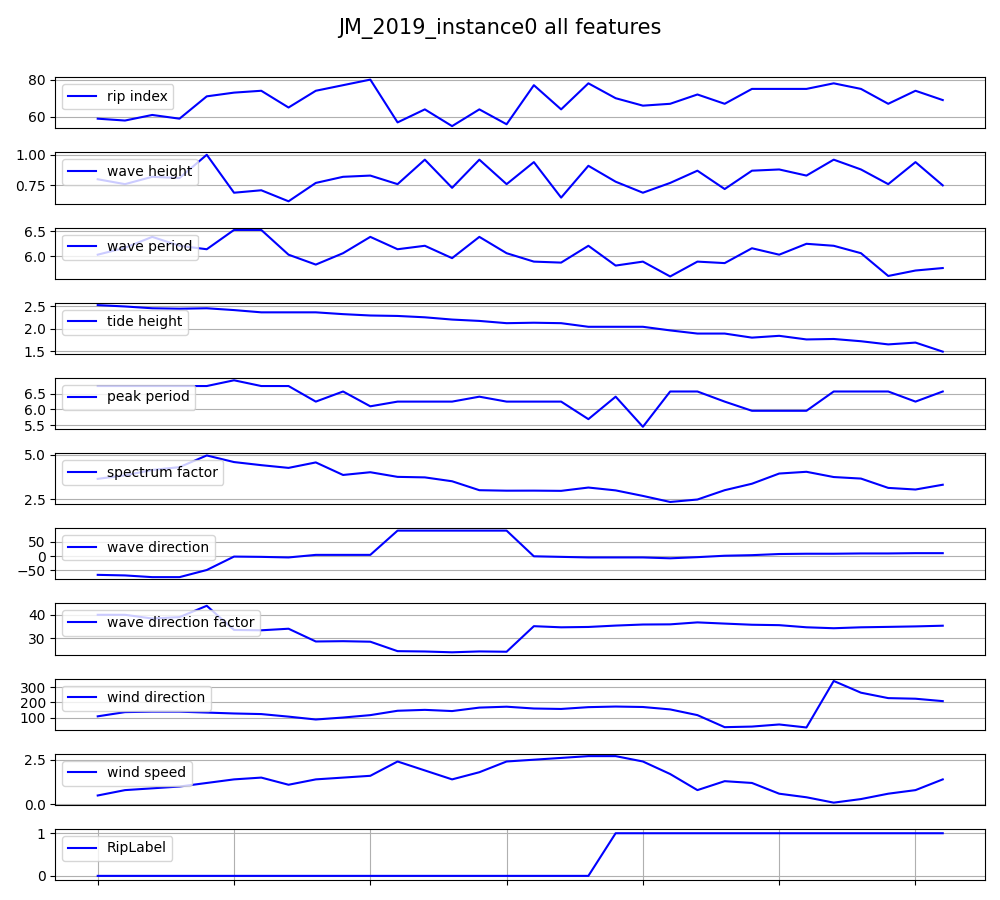 JM_2019_instance0 all features
80
60
rip index
1.00
0.75
wave height
6.5
6.0
wave period
2.5
2.0
1.5
tide height
6.5
6.0
5.5
peak period
5.0
2.5
spectrum factor
50
0
−50
wave direction
40
30
wave direction factor
300
200
100
wind direction
2.5
0.0
wind speed
1
0
RipLabel